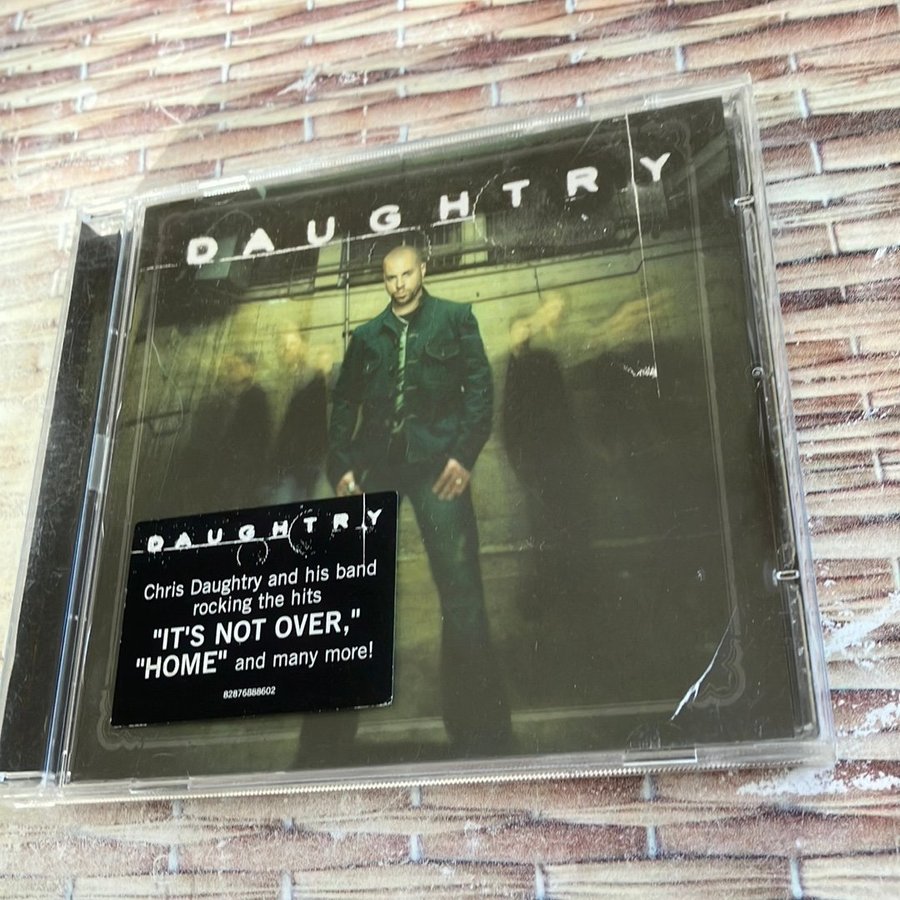 DAUGHTRY
DAUGHTRY
Chris Daughtry and his band
rocking the hits
"IT'S NOT OVER,"
"HOME" and many more!
82876888602